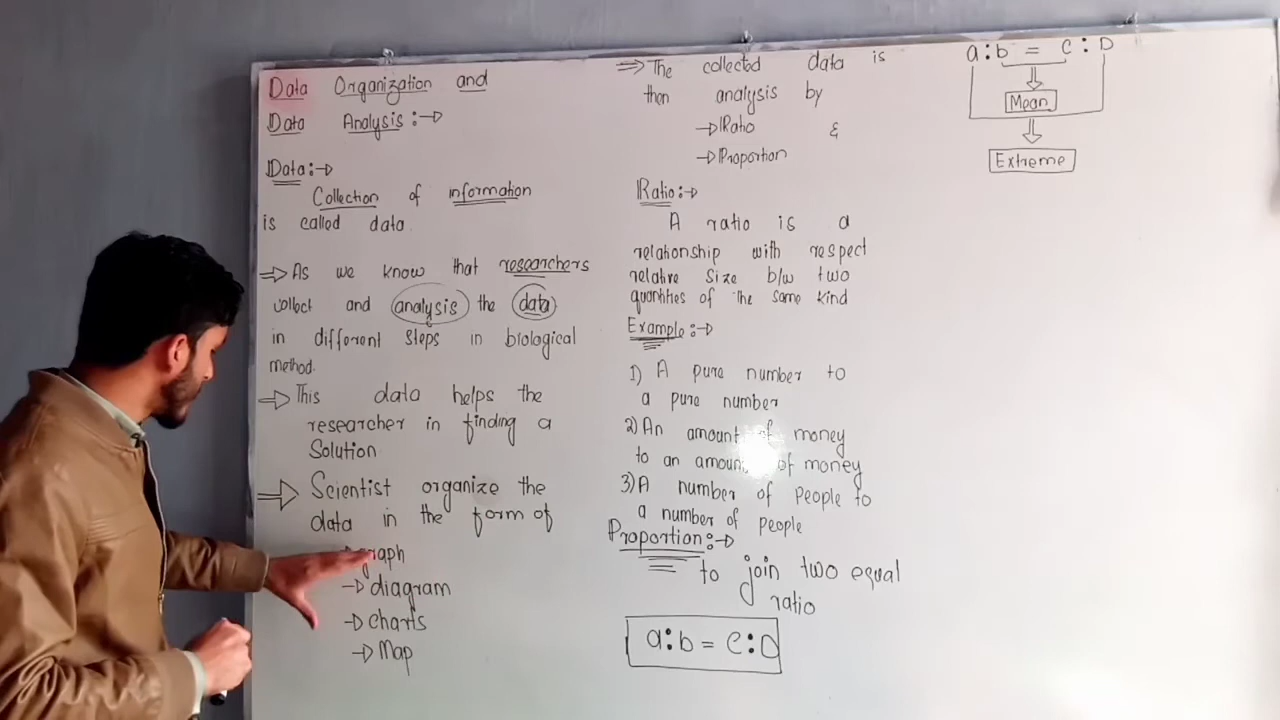 Data Organization and
Data Analysis:→
Data:→
Collection of information
is called data.
⇒ As we know that researchers
collect and analysis the data
in different steps in biological
method.
⇒ This data helps the
researcher in finding a
Solution
⇒ Scientist organize the
data in the form of
graph
→ diagram
→ Charts
→ Map
⇒ The collected data is
then analysis by
→ Ratio &
→ Proportion
Ratio:→
A ratio is a
relationship with respect
relative size b/w two
quantities of the same kind
Example:→
1) A pure number to
a pure number
2) An amount of money
to an amount of money
3) A number of People to
a number of people
Proportion:→
to join two equal
ratio
a:b = C:D
a:b = C:D
Mean
Extreme